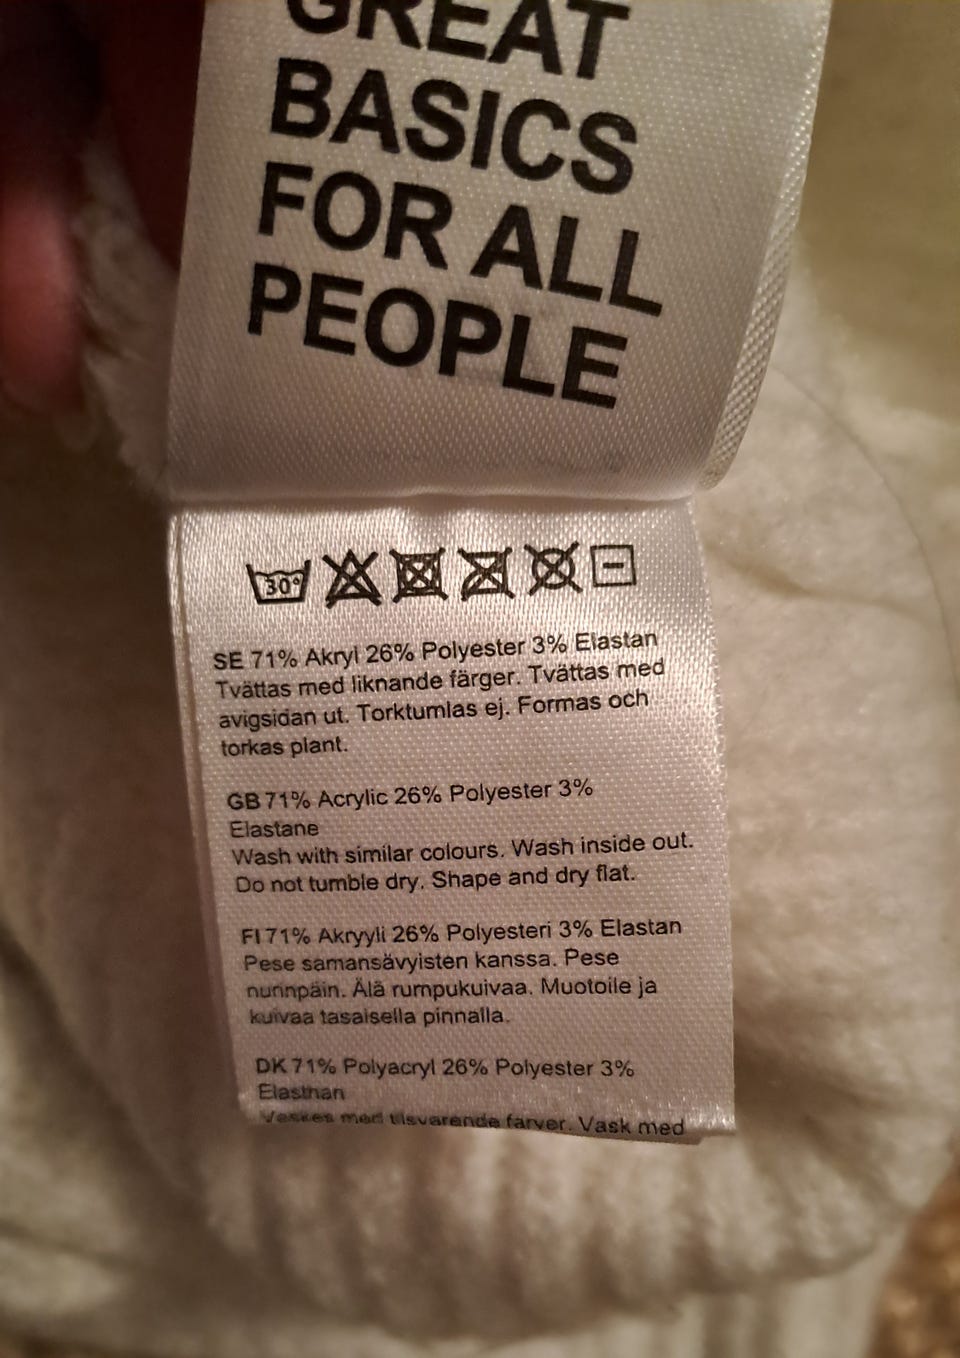 GREAT
BASICS
FOR ALL
PEOPLE
30°
SE 71% Akryl 26% Polyester 3% Elastan
Tvättas med liknande färger. Tvättas med
avigsidan ut. Torktumlas ej. Formas och
torkas plant.
GB 71% Acrylic 26% Polyester 3%
Elastane
Wash with similar colours. Wash inside out.
Do not tumble dry. Shape and dry flat.
FI 71% Akryyli 26% Polyesteri 3% Elastan
Pese samansävyisten kanssa. Pese
nurinpäin. Älä rumpukuivaa. Muotoile ja
kuivaa tasaisella pinnalla.
DK 71% Polyacryl 26% Polyester 3%
Elasthan
Vaskes med tilsvarende farver. Vask med